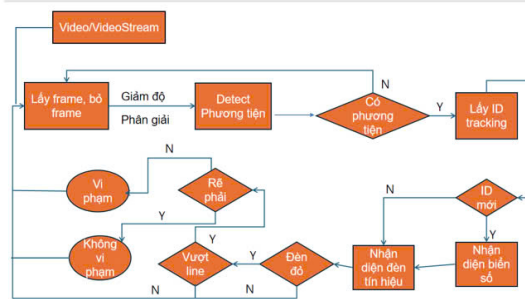 Video/VideoStream
Lấy frame, bỏ
frame
Giảm độ
Phân giải
Detect
Phương tiện
N
Có
phương
tiện
Y
Lấy ID
tracking
N
Vi
phạm
Rẽ
phải
N
ID
mới
Y
Y
Không
vi
phạm
Y
Vượt
line
Y
Đèn
đỏ
Nhận
diện đèn
tín hiệu
Nhận
diện biển
số
N
N